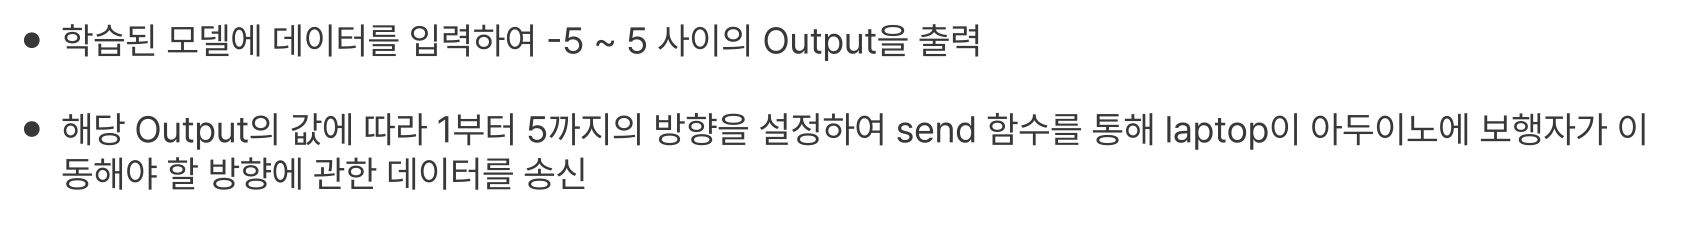 • 학습된 모델에 데이터를 입력하여 -5 ~ 5 사이의 Output을 출력
• 해당 Output의 값에 따라 1부터 5까지의 방향을 설정하여 send 함수를 통해 laptop이 아두이노에 보행자가 이
동해야 할 방향에 관한 데이터를 송신